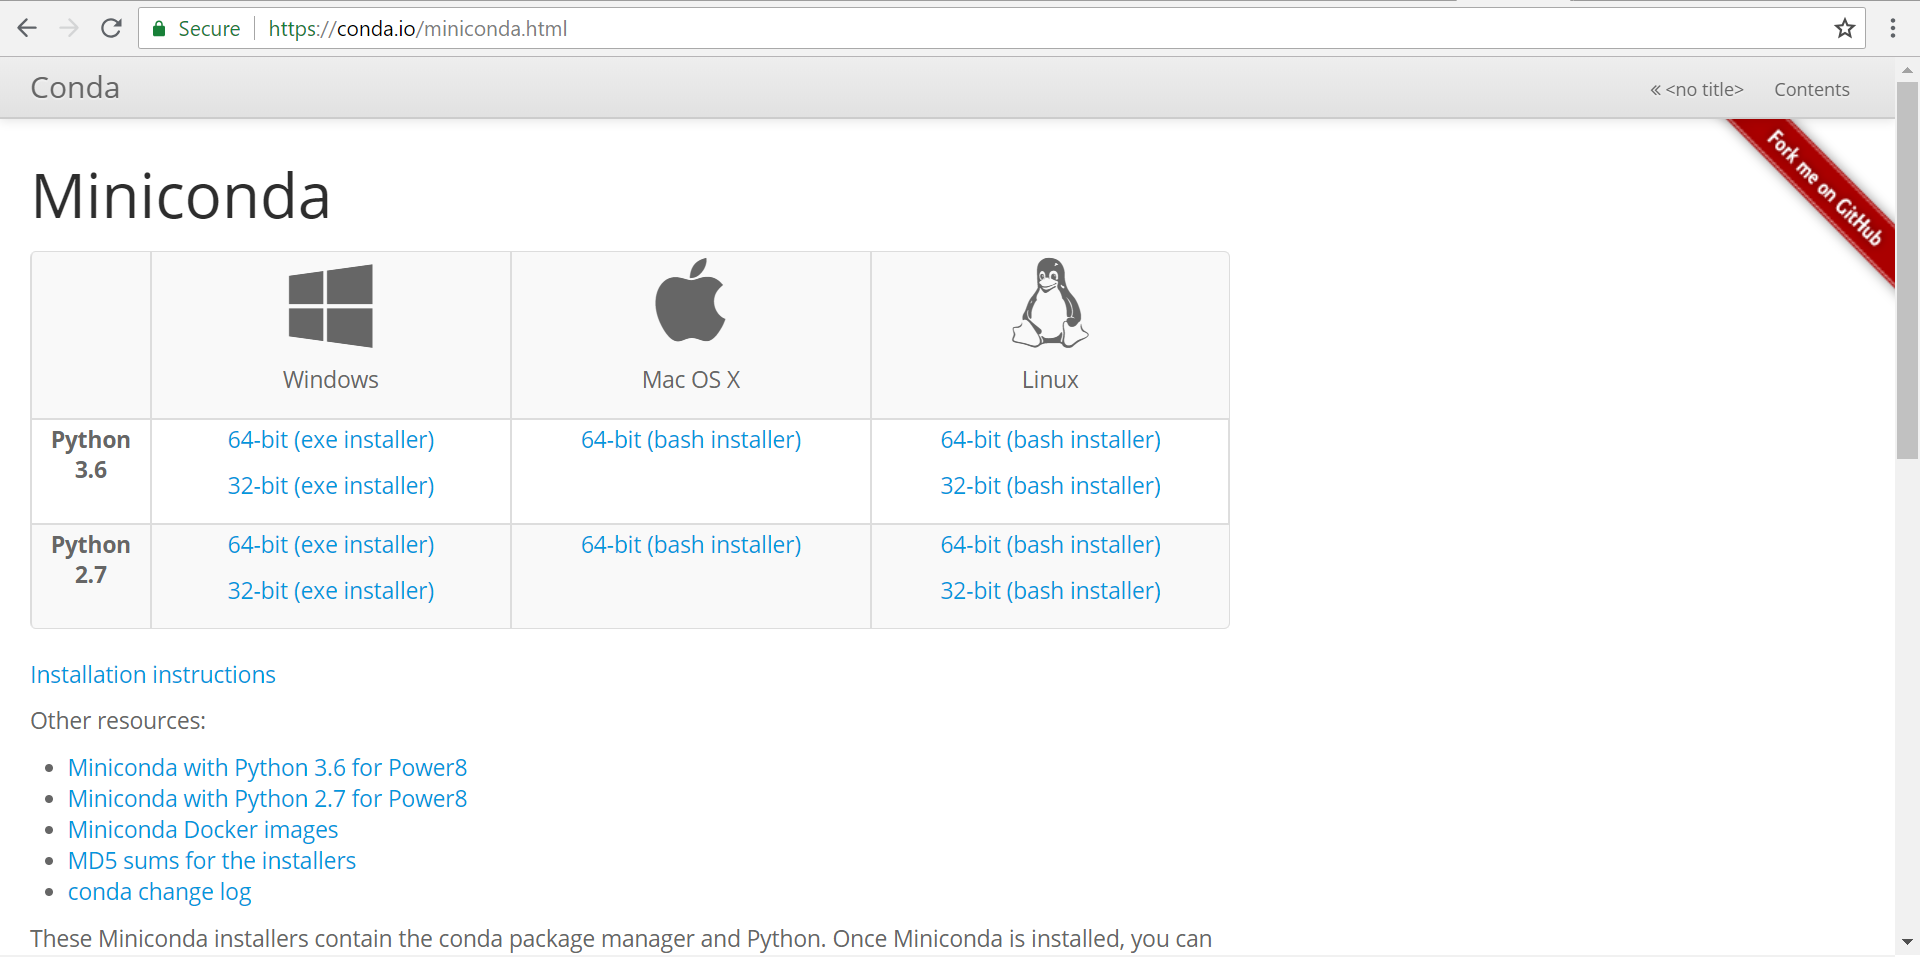 Secure https://conda.io/miniconda.html
Conda « <no title> Contents
Fork me on GitHub
Miniconda
Windows Mac OS X Linux
Python 3.6 64-bit (exe installer) 64-bit (bash installer) 64-bit (bash installer)
32-bit (exe installer) 32-bit (bash installer)
Python 2.7 64-bit (exe installer) 64-bit (bash installer) 64-bit (bash installer)
32-bit (exe installer) 32-bit (bash installer)
Installation instructions
Other resources:
• Miniconda with Python 3.6 for Power8
• Miniconda with Python 2.7 for Power8
• Miniconda Docker images
• MD5 sums for the installers
• conda change log
These Miniconda installers contain the conda package manager and Python. Once Miniconda is installed, you can